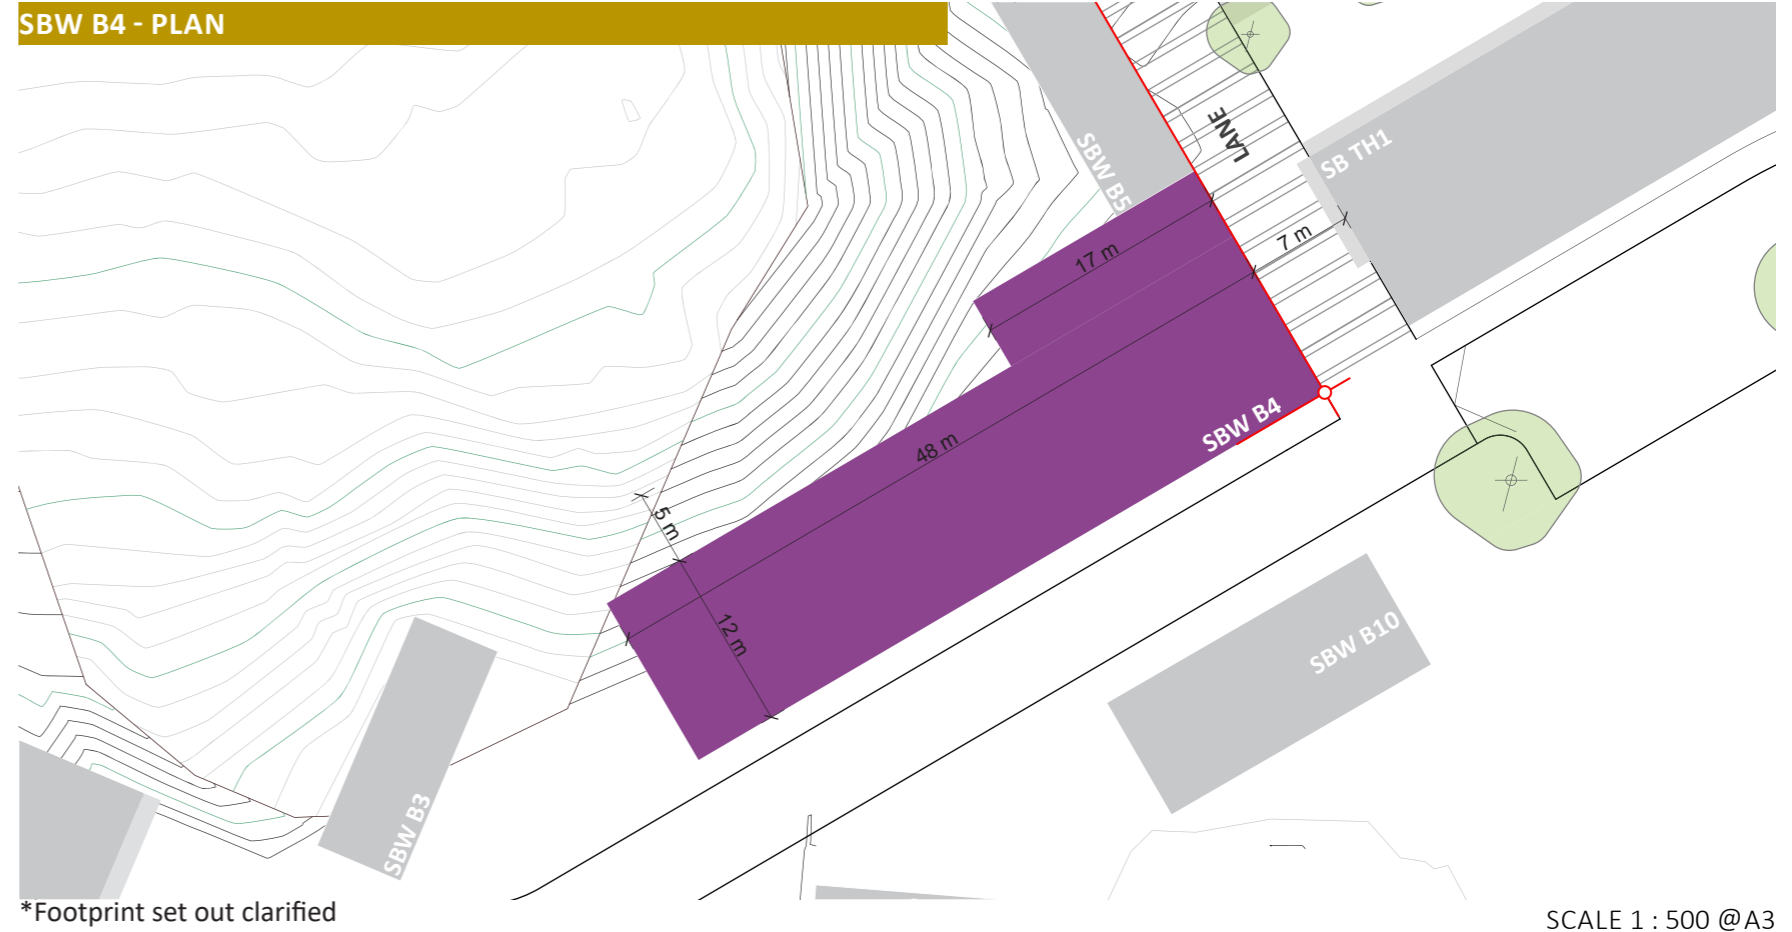 SBW B4 - PLAN
LANE
SB TH1
SBW B5
7 m
17 m
SBW B4
48 m
5 m
12 m
SBW B10
SBW B3
*Footprint set out clarified
SCALE 1 : 500 @A3